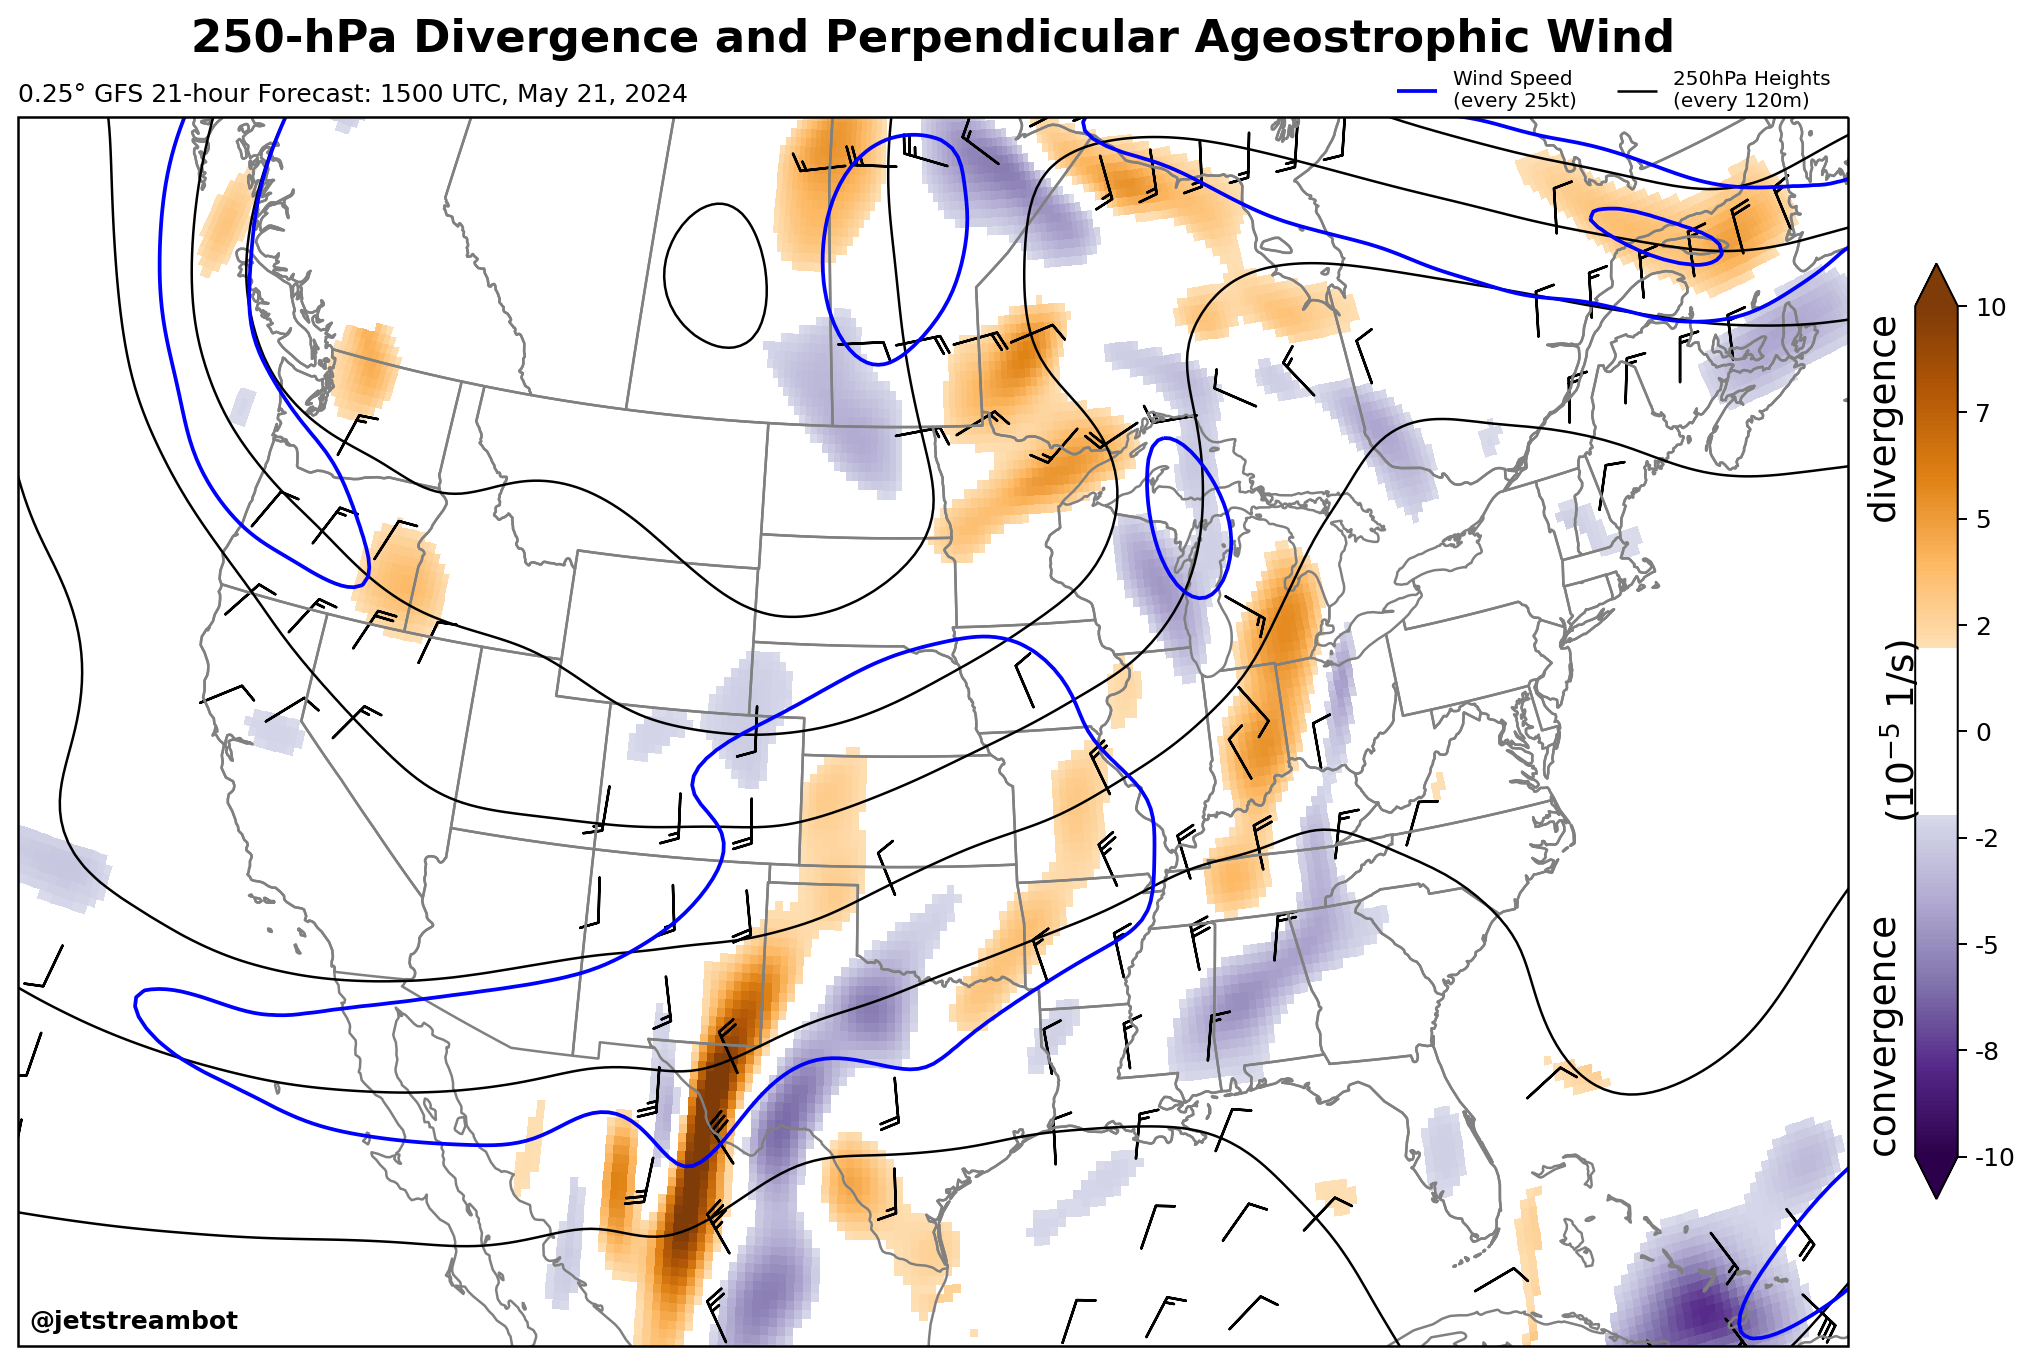 250-hPa Divergence and Perpendicular Ageostrophic Wind
0.25° GFS 21-hour Forecast: 1500 UTC, May 21, 2024
Wind Speed
(every 25kt)
250hPa Heights
(every 120m)
10
7
5
2
0
-2
-5
-8
-10
convergence
(10⁻⁵ 1/s)
divergence
@jetstreambot